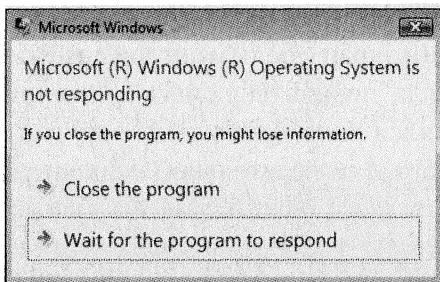 Microsoft Windows
Microsoft (R) Windows (R) Operating System is
not responding
If you close the program, you might lose information.
Close the program
Wait for the program to respond